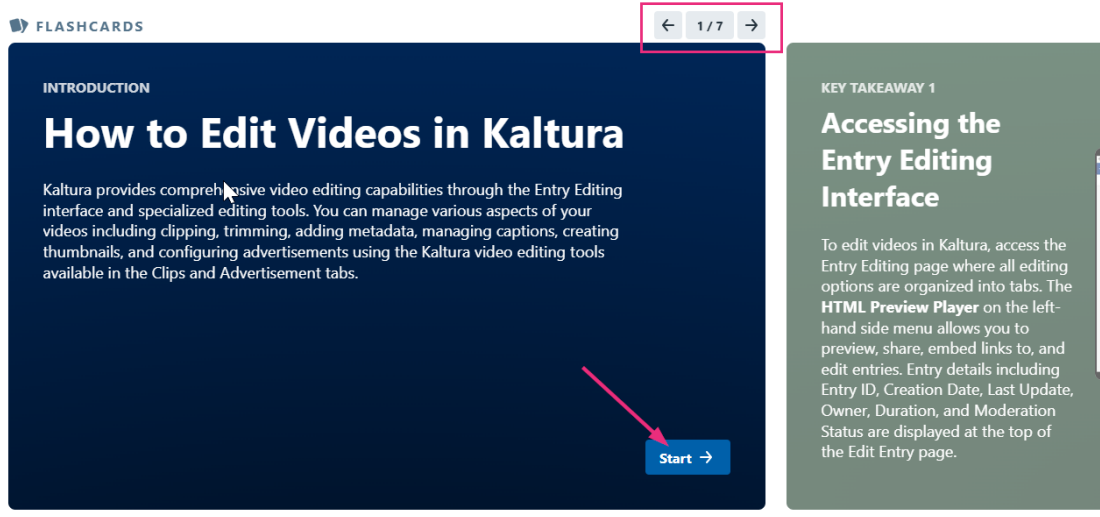 FLASHCARDS
← 1 / 7 →
INTRODUCTION
How to Edit Videos in Kaltura
Kaltura provides comprehensive video editing capabilities through the Entry Editing
interface and specialized editing tools. You can manage various aspects of your
videos including clipping, trimming, adding metadata, managing captions, creating
thumbnails, and configuring advertisements using the Kaltura video editing tools
available in the Clips and Advertisement tabs.
Start →
KEY TAKEAWAY 1
Accessing the
Entry Editing
Interface
To edit videos in Kaltura, access the
Entry Editing page where all editing
options are organized into tabs. The
HTML Preview Player on the left-
hand side menu allows you to
preview, share, embed links to, and
edit entries. Entry details including
Entry ID, Creation Date, Last Update,
Owner, Duration, and Moderation
Status are displayed at the top of
the Edit Entry page.